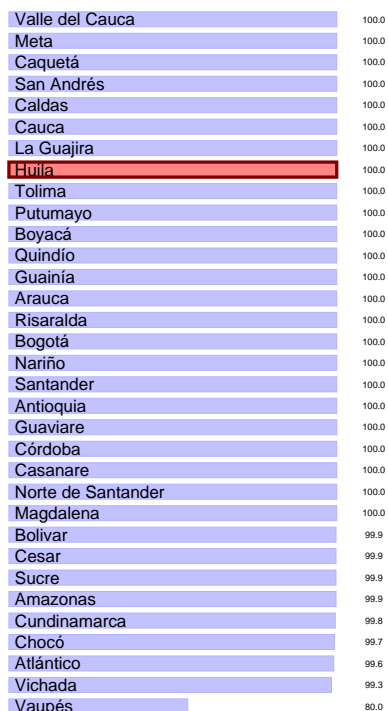 Valle del Cauca 100.0
Meta 100.0
Caquetá 100.0
San Andrés 100.0
Caldas 100.0
Cauca 100.0
La Guajira 100.0
Huila 100.0
Tolima 100.0
Putumayo 100.0
Boyacá 100.0
Quindío 100.0
Guainía 100.0
Arauca 100.0
Risaralda 100.0
Bogotá 100.0
Nariño 100.0
Santander 100.0
Antioquia 100.0
Guaviare 100.0
Córdoba 100.0
Casanare 100.0
Norte de Santander 100.0
Magdalena 100.0
Bolivar 99.9
Cesar 99.9
Sucre 99.9
Amazonas 99.9
Cundinamarca 99.8
Chocó 99.7
Atlántico 99.6
Vichada 99.3
Vaupés 80.0